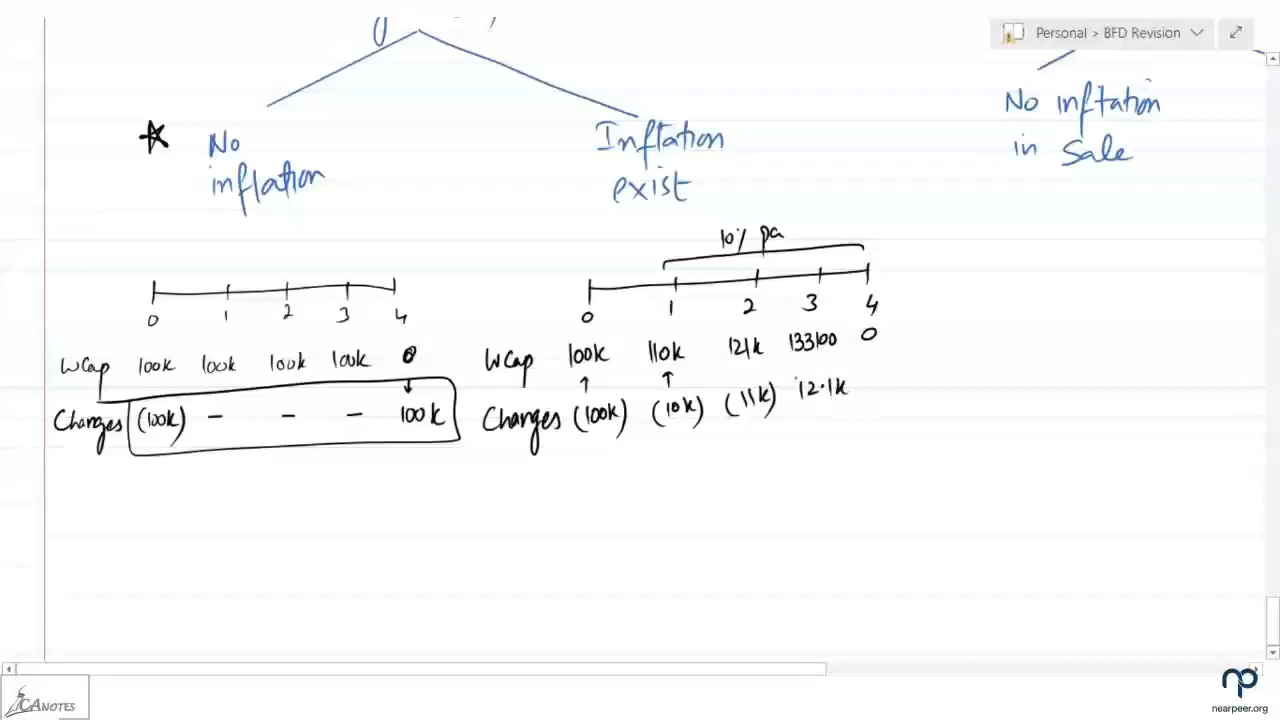 Personal > BFD Revision
No inflation
in Sale
No
inflation
Inflation
exist
10% pa
0 1 2 3 4
WCap 100k 100k 100k 100k 0
Changes (100k) - - - 100k
0 1 2 3 4
WCap 100k 110k 121k 133100 0
Changes (100k) (10k) (11k) 12.1k
CANOTES
np
nearpeer.org